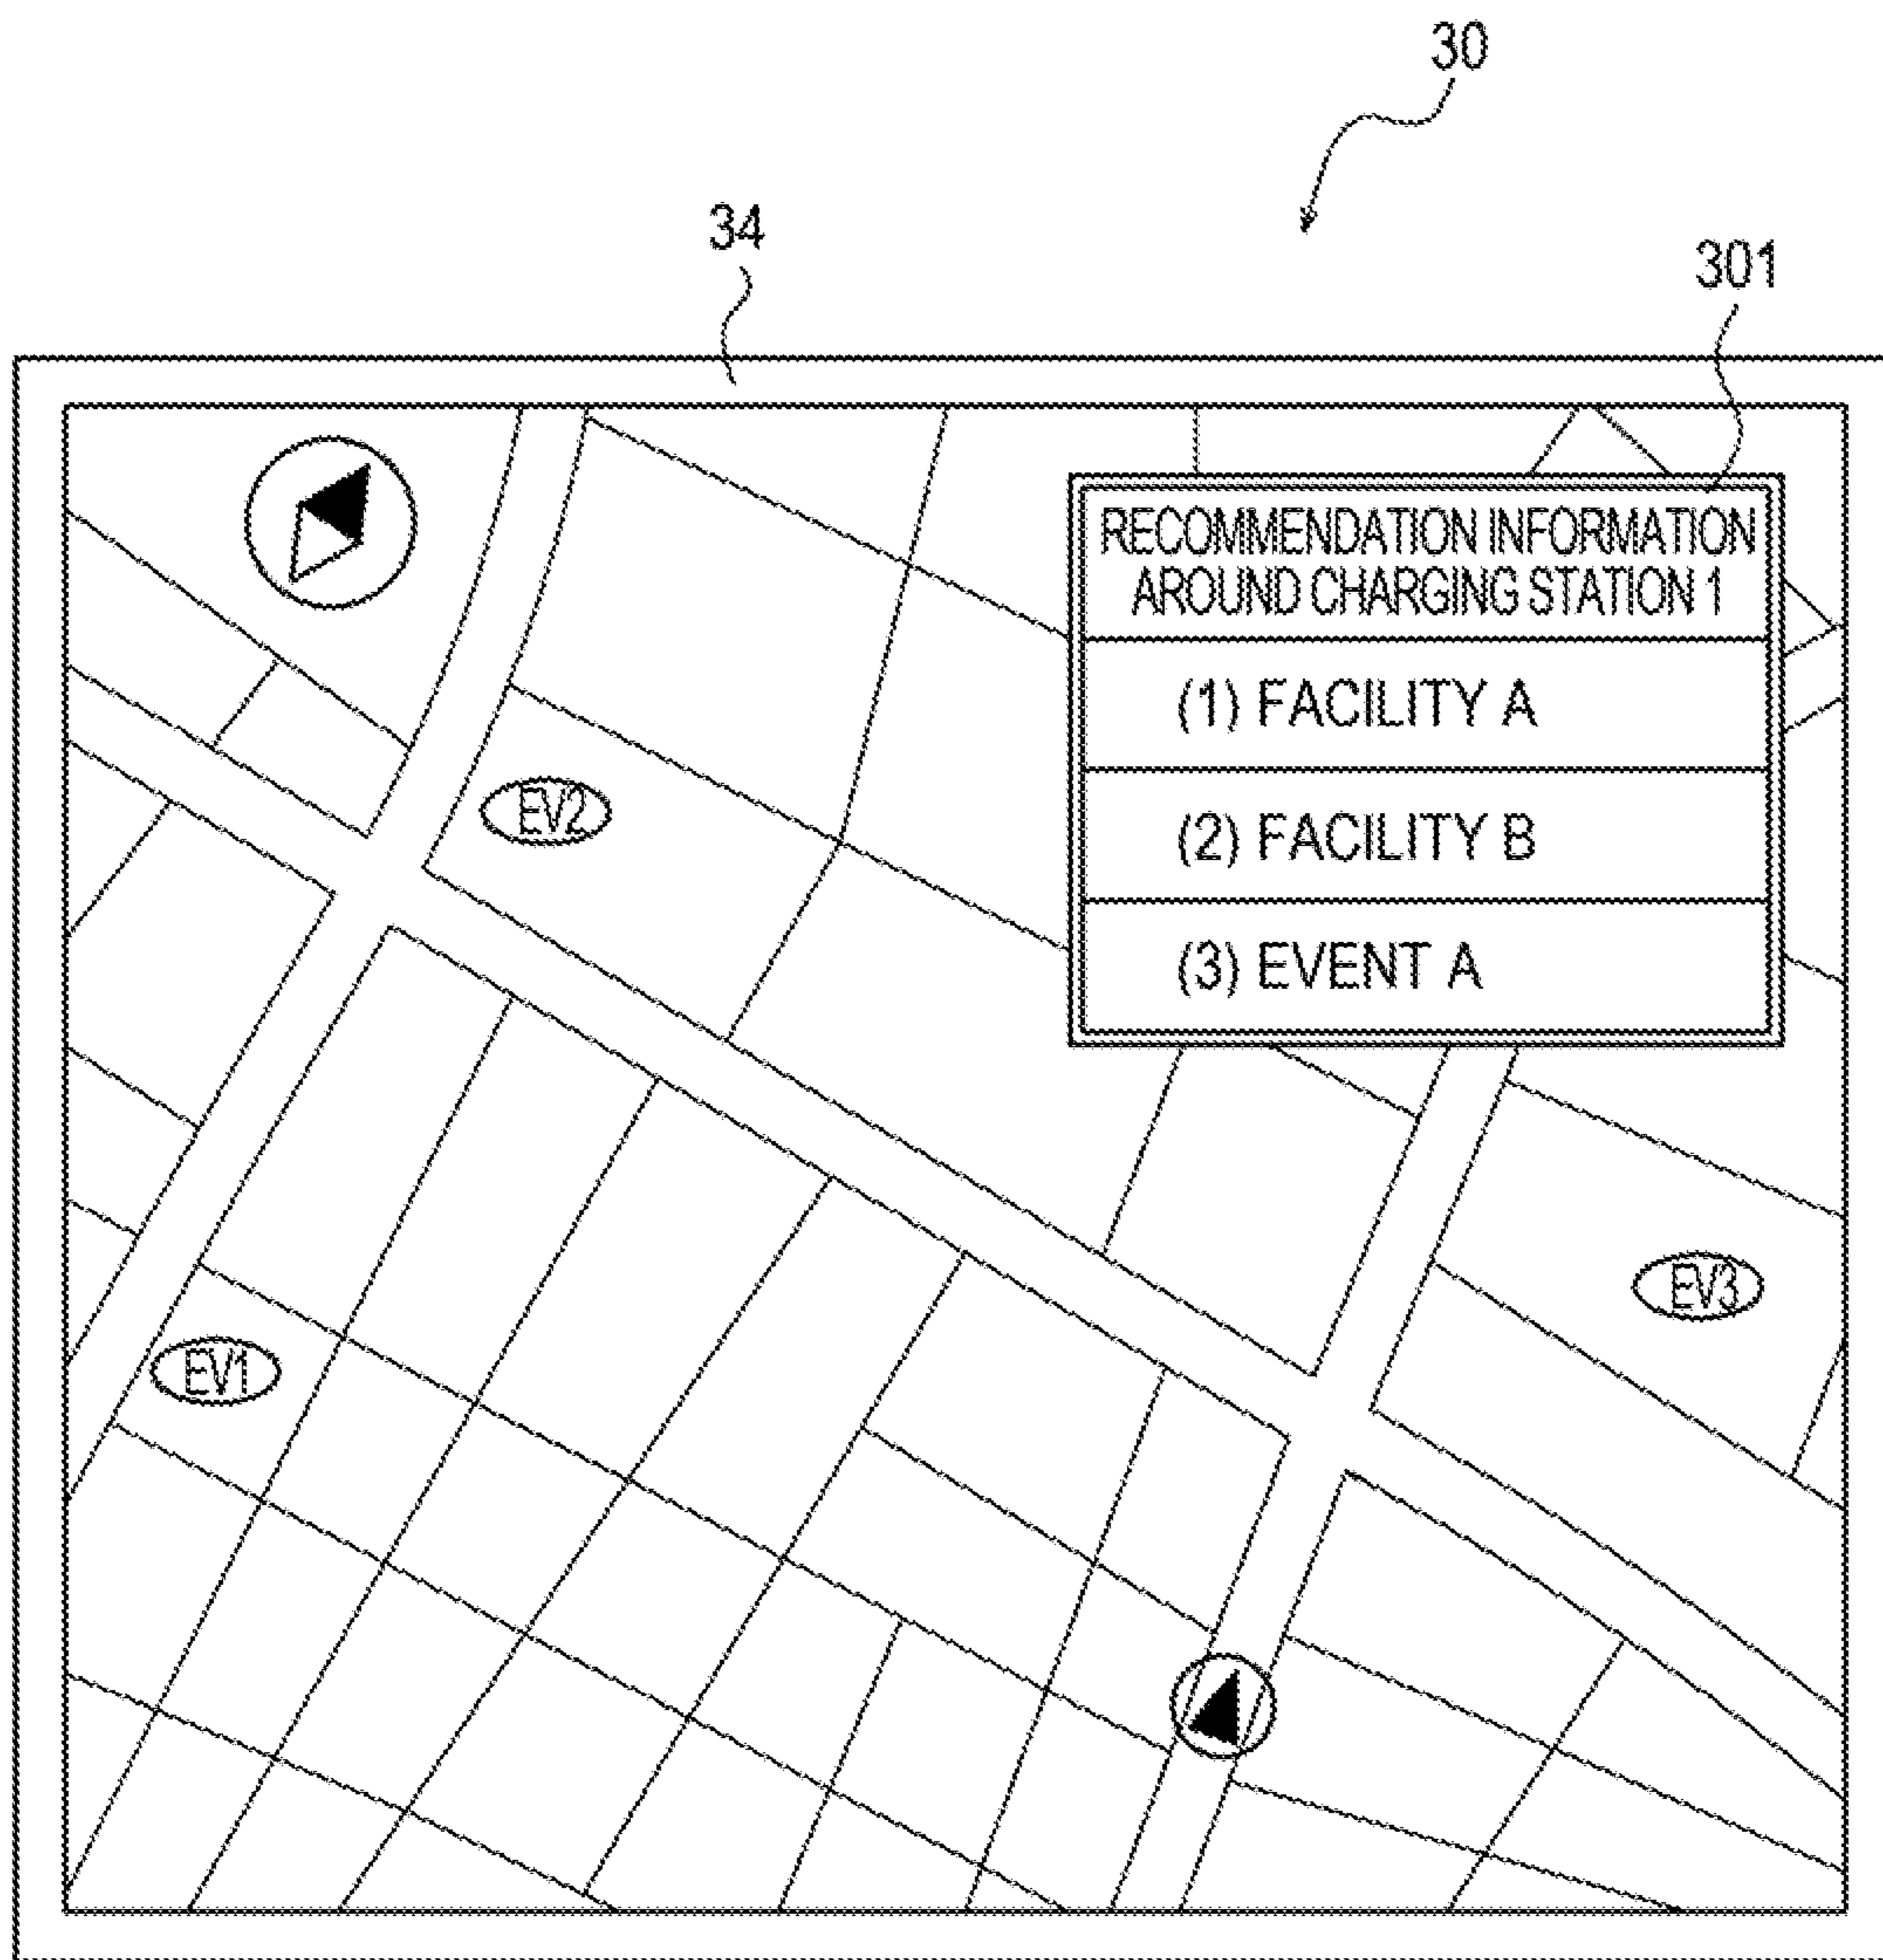 30
34
301
RECOMMENDATION INFORMATION
AROUND CHARGING STATION 1
(1) FACILITY A
(2) FACILITY B
(3) EVENT A
EV2
EV3
EV1